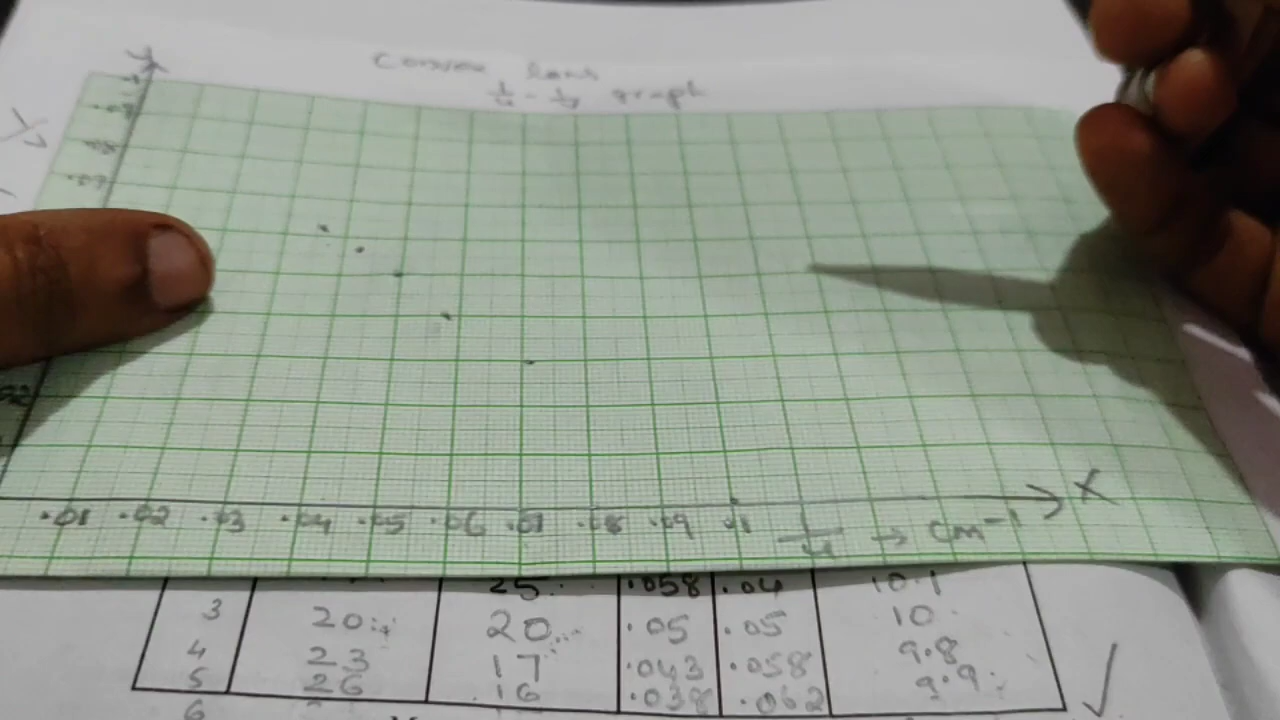 y
convex lens
1/u - 1/v graph
.07
.02
x
.01 .02 .03 .04 .05 .06 .07 .08 .09 .1 1/u → cm⁻¹
25 .058 .04 10.1
3 20 20 .05 .05 10
4 23 17 .043 .058 9.8
5 26 16 .038 .062 9.9
6